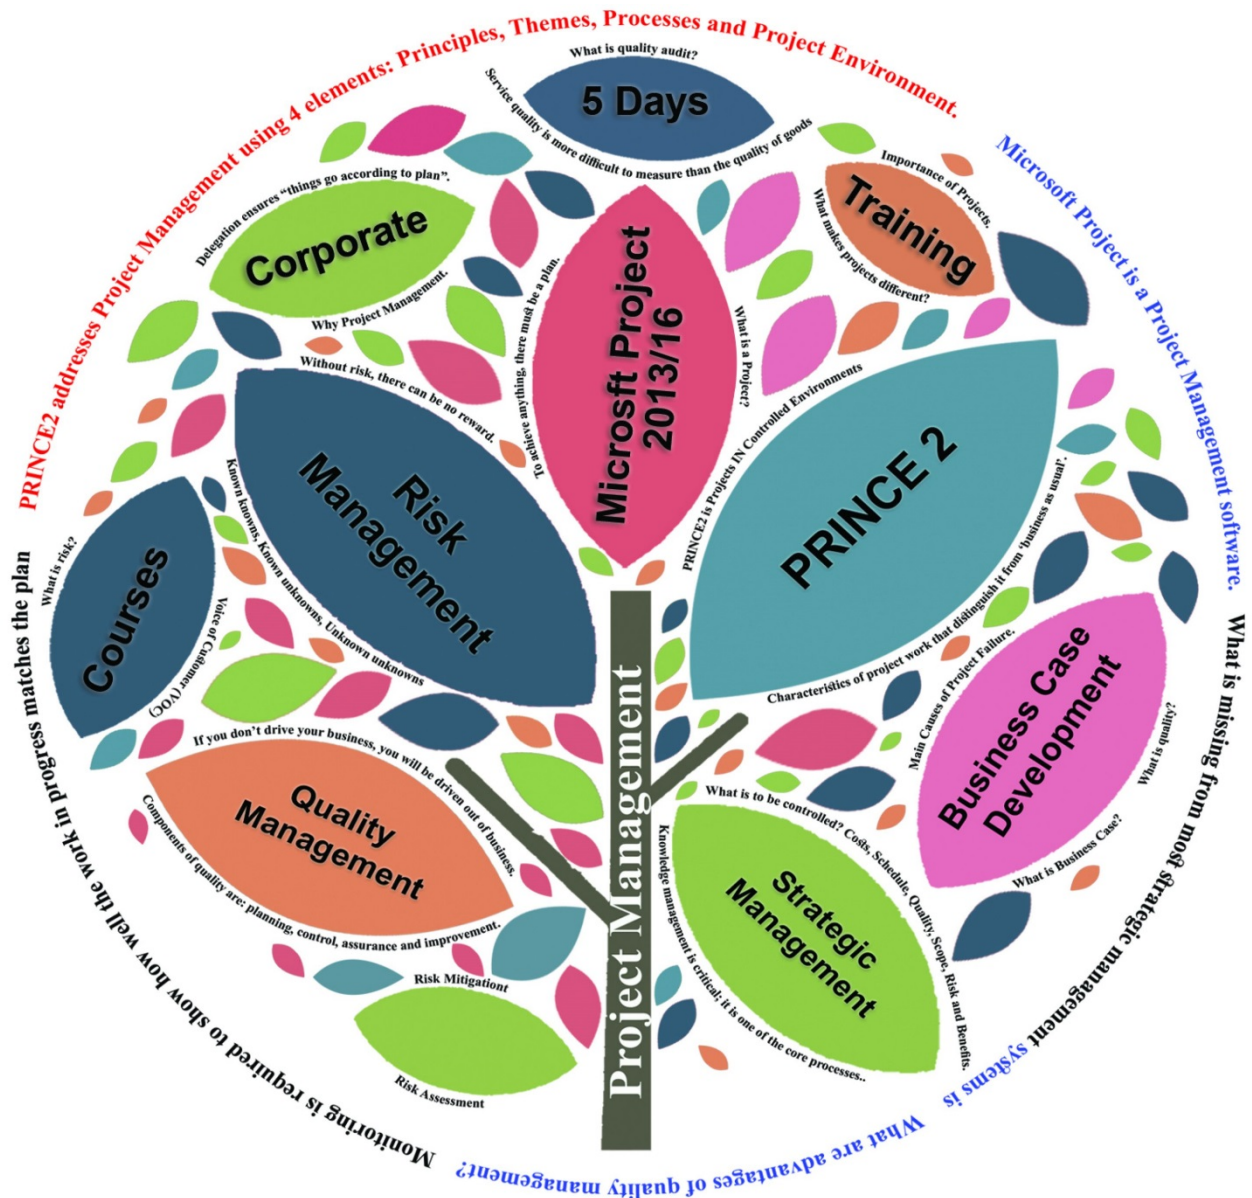 PRINCE2 addresses Project Management using 4 elements: Principles, Themes, Processes and Project Environment.
Microsoft Project is a Project Management software.
What is quality audit?
5 Days
Service quality is more difficult to measure than the quality of goods
Delegation ensures “things go according to plan”.
Corporate
Why Project Management.
Importance of Projects.
Training
What makes projects different?
To achieve anything, there must be a plan.
Microsft Project
2013/16
What is a Project?
Without risk, there can be no reward.
Risk
Management
Known knowns, Known unknowns, Unknown unknowns
PRINCE2 is Projects IN Controlled Environments
PRINCE 2
Characteristics of project work that distinguish it from ‘business as usual’.
What is risk?
Courses
Voice of Customer (VOC)
Main Causes of Project Failure.
Business Case
Development
What is quality?
What is Business Case?
If you don’t drive your business, you will be driven out of business.
Quality
Management
Components of quality are: planning, control, assurance and improvement.
What is to be controlled? Costs, Schedule, Quality, Scope, Risk and Benefits.
Strategic
Management
Knowledge management is critical; it is one of the core processes..
Risk Mitigationt
Risk Assessment
Project Management
Monitoring is required to show how well the work in progress matches the plan
What is missing from most strategic management systems is
What are advantages of quality management?